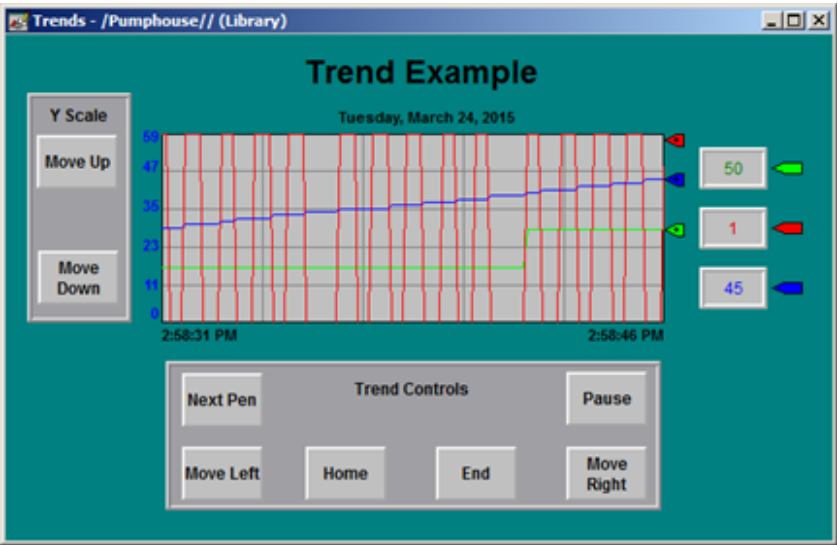 Trends - /Pumphouse// (Library)
Trend Example
Tuesday, March 24, 2015
Y Scale
Move Up
Move
Down
59
47
35
23
11
0
2:58:31 PM
2:58:46 PM
50
1
45
Trend Controls
Next Pen
Pause
Move Left
Home
End
Move
Right